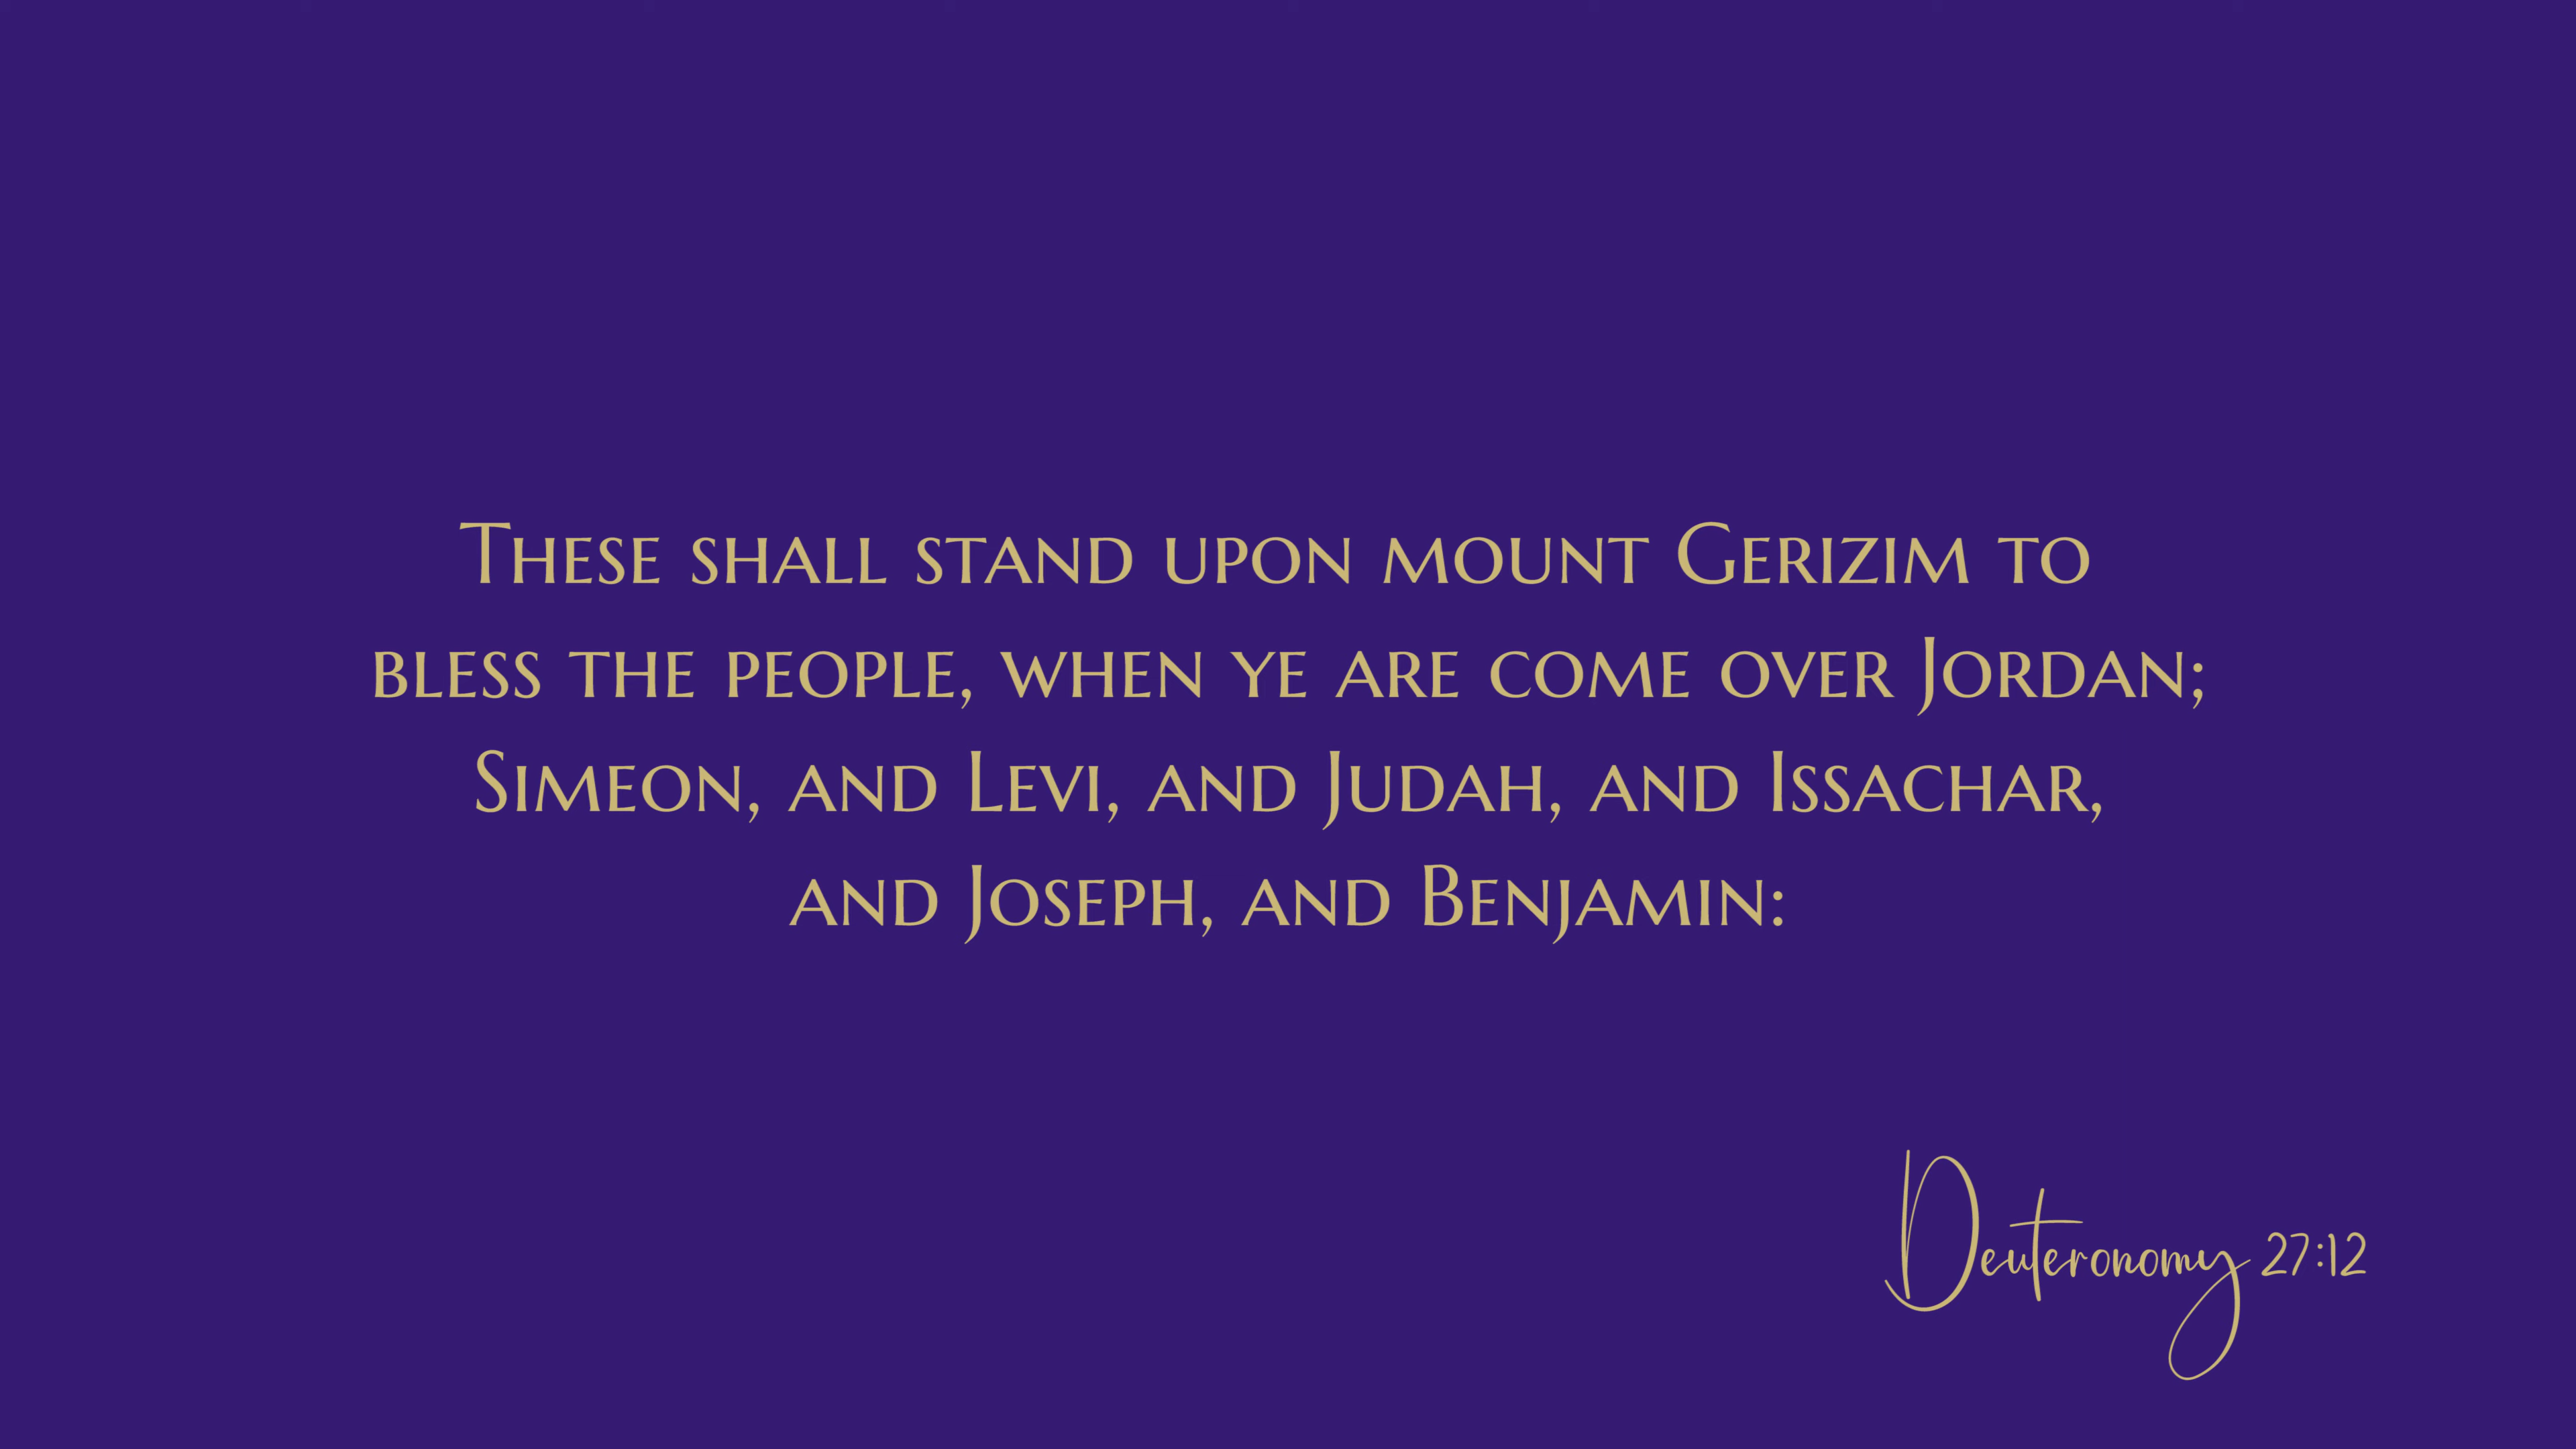 These shall stand upon mount Gerizim to
bless the people, when ye are come over Jordan;
Simeon, and Levi, and Judah, and Issachar,
and Joseph, and Benjamin:
Deuteronomy 27:12